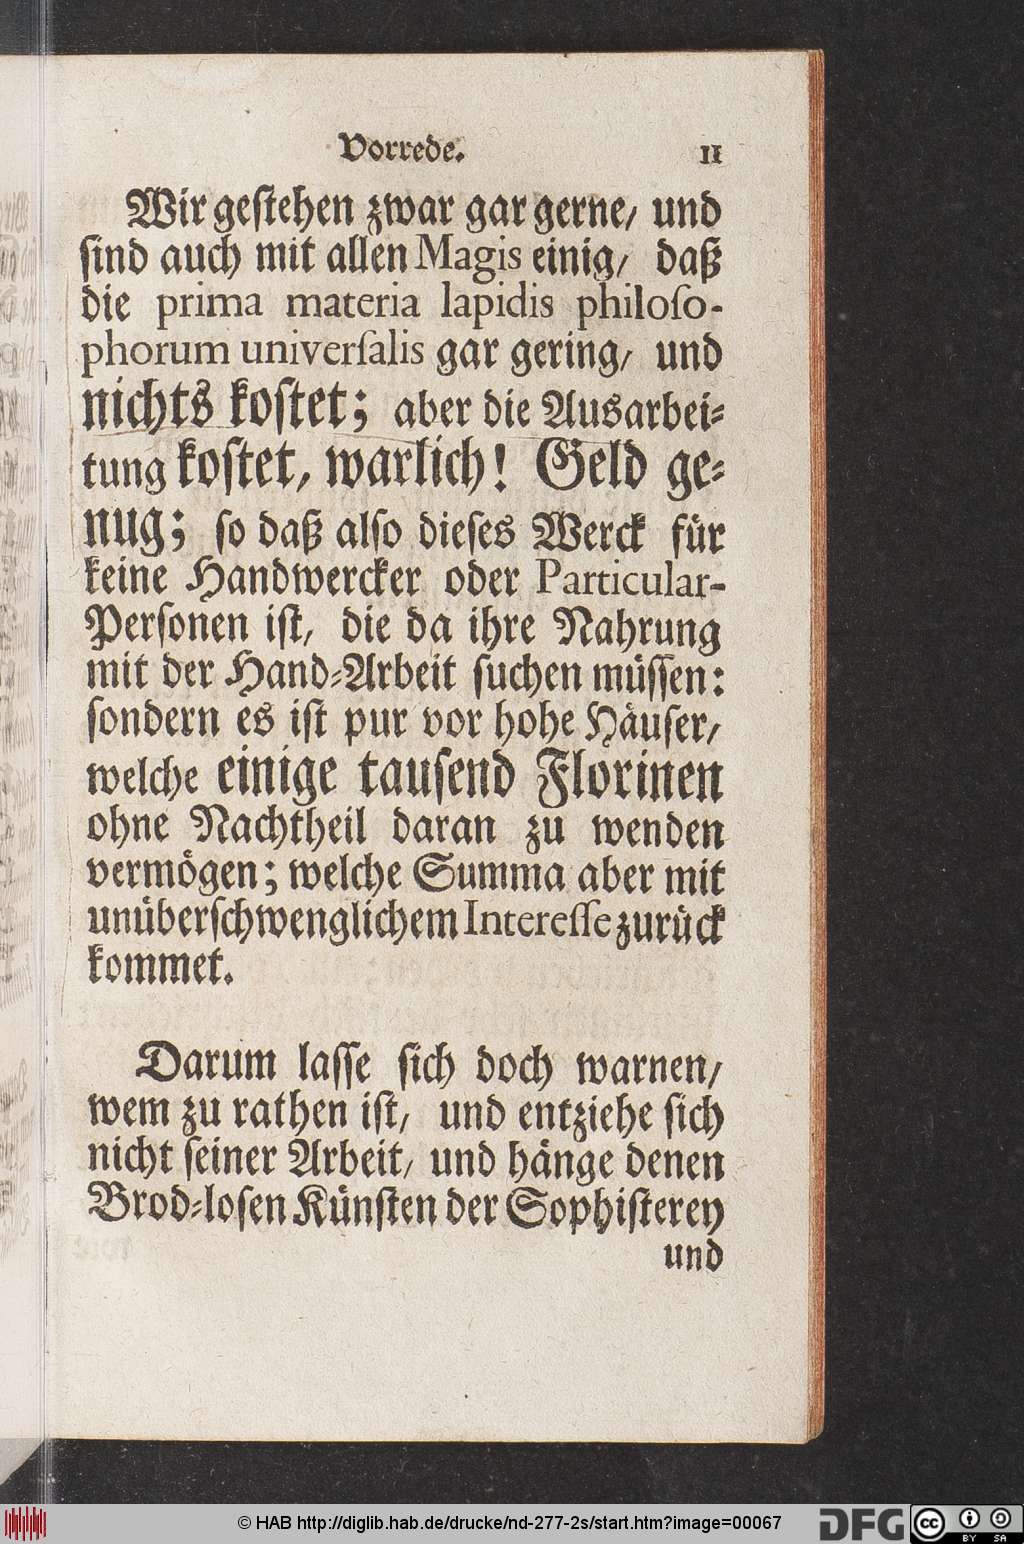 Vorrede. 11
Wir geſtehen zwar gar gerne/ und
ſind auch mit allen Magis einig/ daß
die prima materia lapidis philoſo-
phorum univerſalis gar gering/ und
nichts koſtet; aber die Ausarbei⸗
tung koſtet, warlich! Geld ge⸗
nug; ſo daß alſo dieſes Werck für
keine Handwercker oder Particular-
Perſonen iſt, die da ihre Nahrung
mit der Hand⸗Arbeit ſuchen müſſen:
ſondern es iſt pur vor hohe Häuſer/
welche einige tauſend Florinen
ohne Nachtheil daran zu wenden
vermögen; welche Summa aber mit
unüberſchwenglichem Intereſſe zurück
kommet.
Darum laſſe ſich doch warnen/
wem zu rathen iſt/ und entziehe ſich
nicht ſeiner Arbeit/ und hänge denen
Brod⸗loſen Künſten der Sophiſterey
und
© HAB http://diglib.hab.de/drucke/nd-277-2s/start.htm?image=00067
DFG
cc BY SA